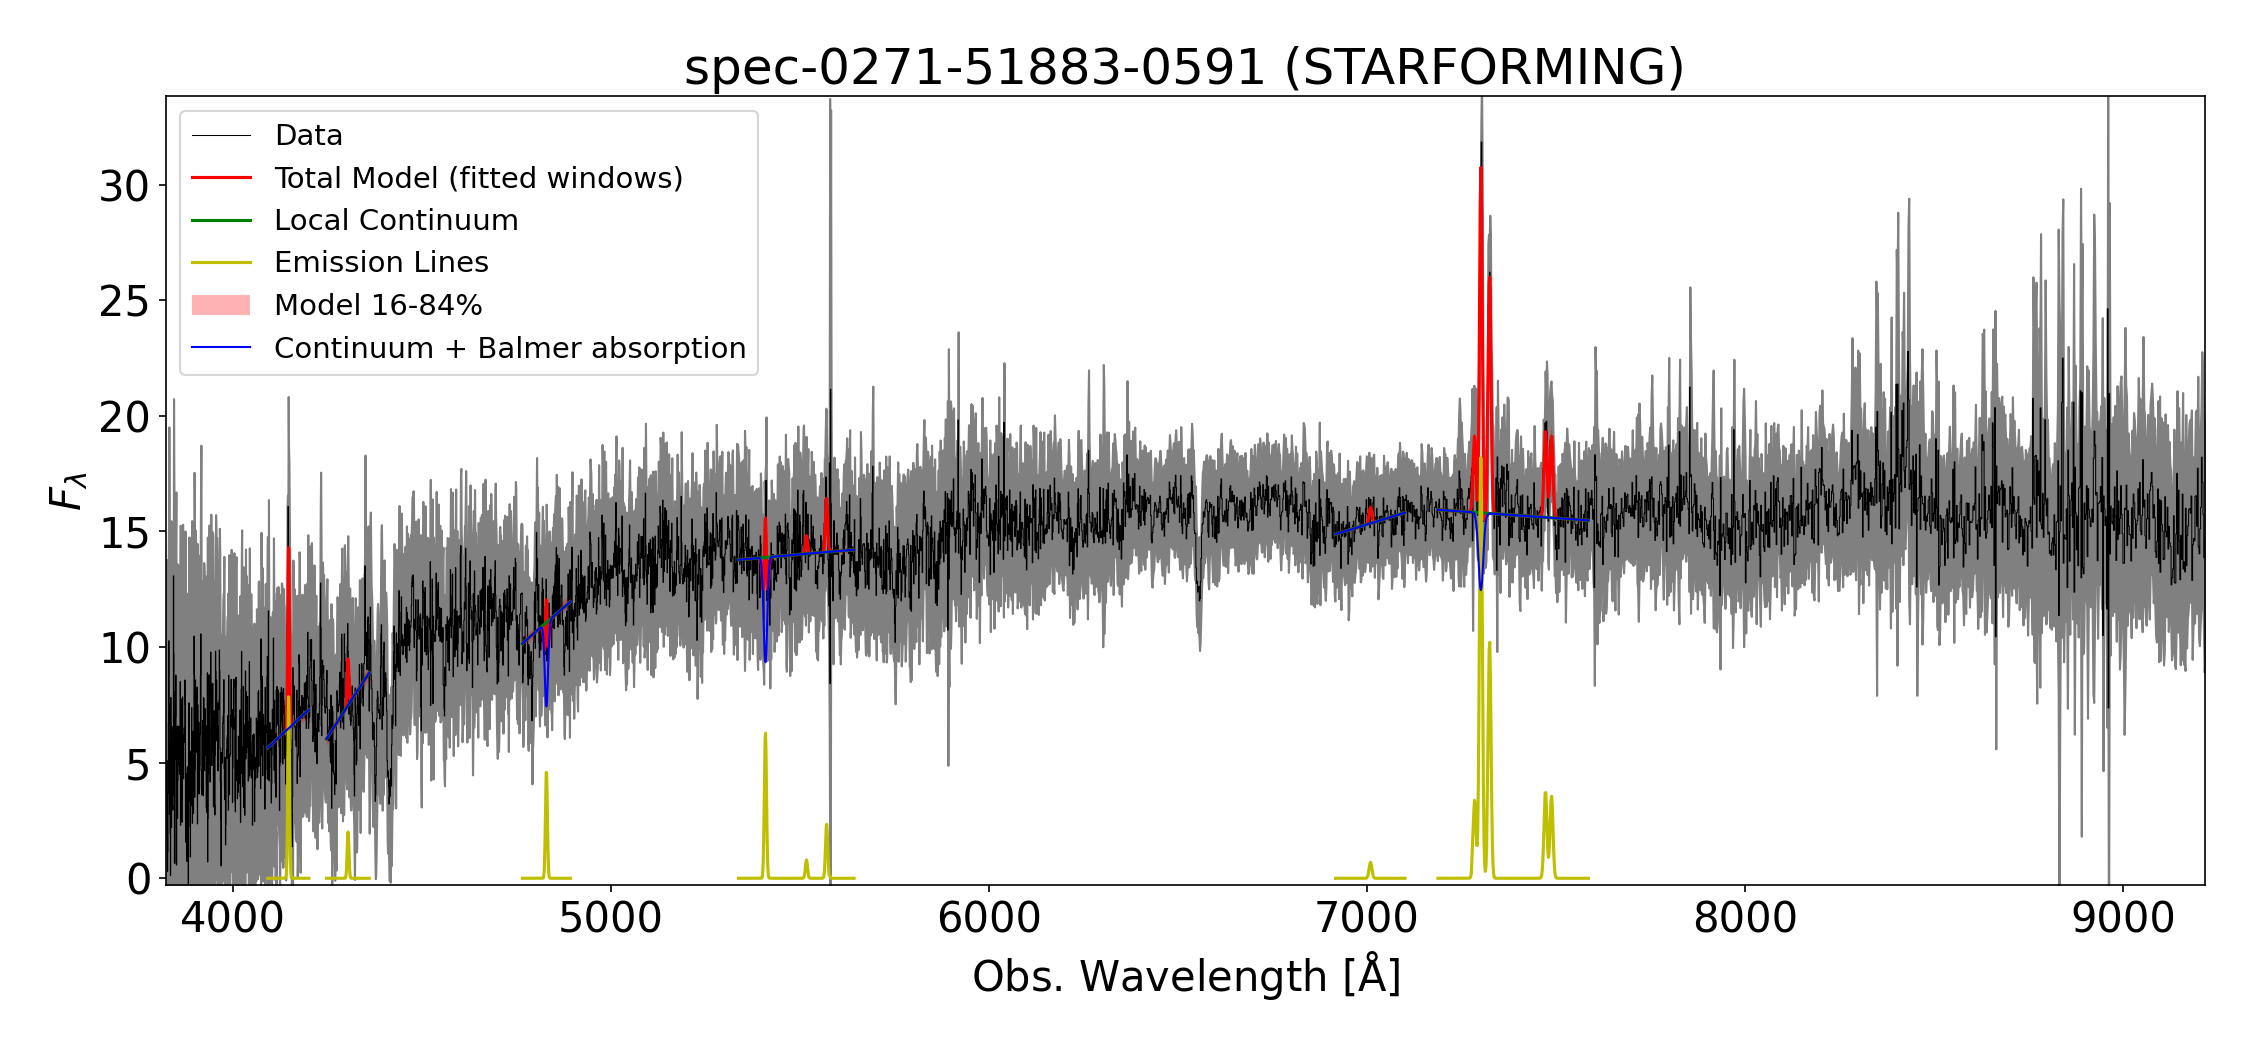 spec-0271-51883-0591 (STARFORMING)
Data
Total Model (fitted windows)
Local Continuum
Emission Lines
Model 16-84%
Continuum + Balmer absorption
30
25
20
15
10
5
0
F_λ
4000 5000 6000 7000 8000 9000
Obs. Wavelength [Å]